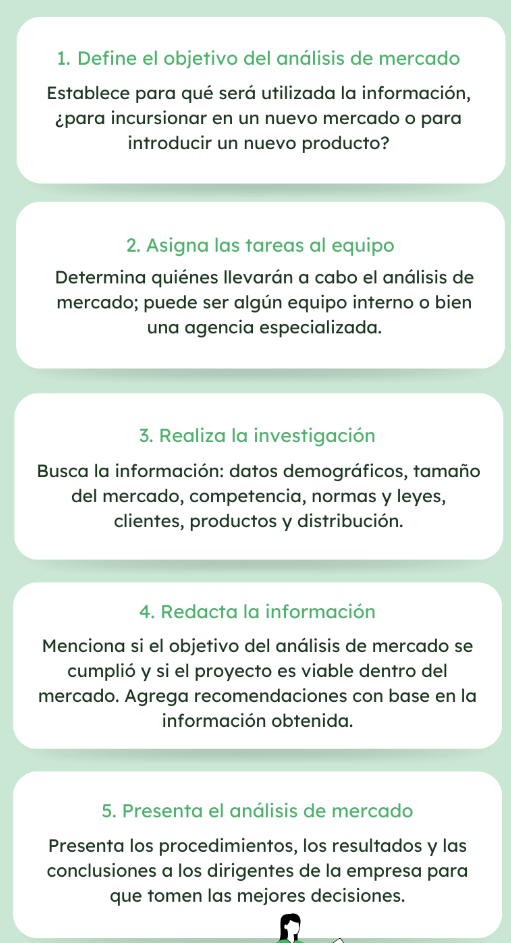 1. Define el objetivo del análisis de mercado
Establece para qué será utilizada la información,
¿para incursionar en un nuevo mercado o para
introducir un nuevo producto?
2. Asigna las tareas al equipo
Determina quiénes llevarán a cabo el análisis de
mercado; puede ser algún equipo interno o bien
una agencia especializada.
3. Realiza la investigación
Busca la información: datos demográficos, tamaño
del mercado, competencia, normas y leyes,
clientes, productos y distribución.
4. Redacta la información
Menciona si el objetivo del análisis de mercado se
cumplió y si el proyecto es viable dentro del
mercado. Agrega recomendaciones con base en la
información obtenida.
5. Presenta el análisis de mercado
Presenta los procedimientos, los resultados y las
conclusiones a los dirigentes de la empresa para
que tomen las mejores decisiones.